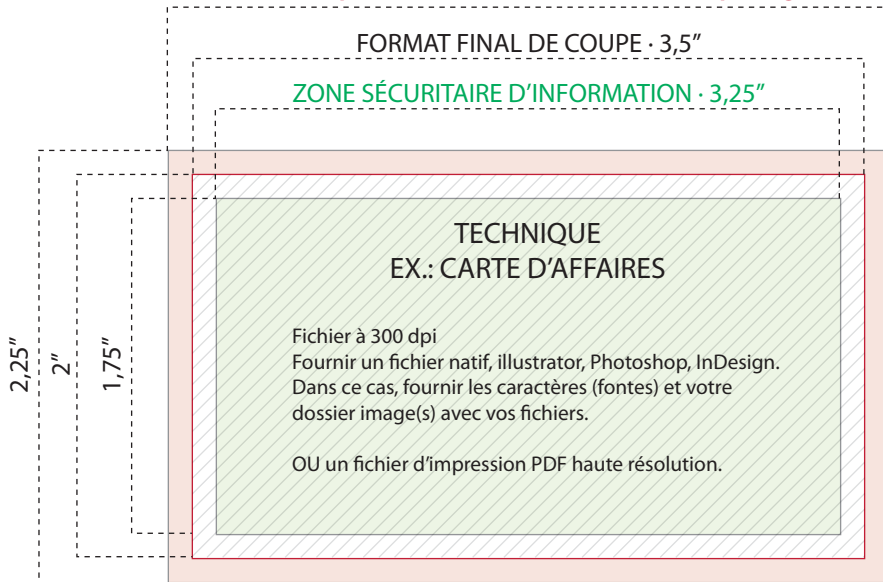 FORMAT FINAL DE COUPE · 3,5”
ZONE SÉCURITAIRE D’INFORMATION · 3,25”
2,25”
2”
1,75”
TECHNIQUE
EX.: CARTE D’AFFAIRES
Fichier à 300 dpi
Fournir un fichier natif, illustrator, Photoshop, InDesign.
Dans ce cas, fournir les caractères (fontes) et votre
dossier image(s) avec vos fichiers.
OU un fichier d’impression PDF haute résolution.